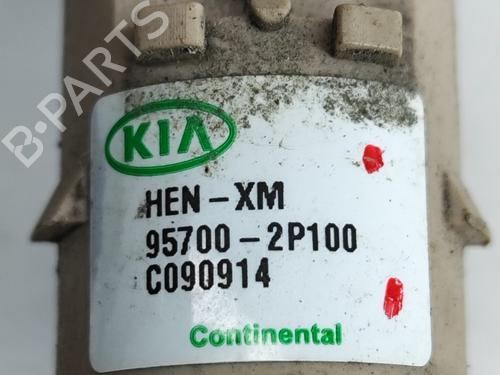 B-PARTS
KIA
HEN-XM
95700-2P100
C090914
Continental